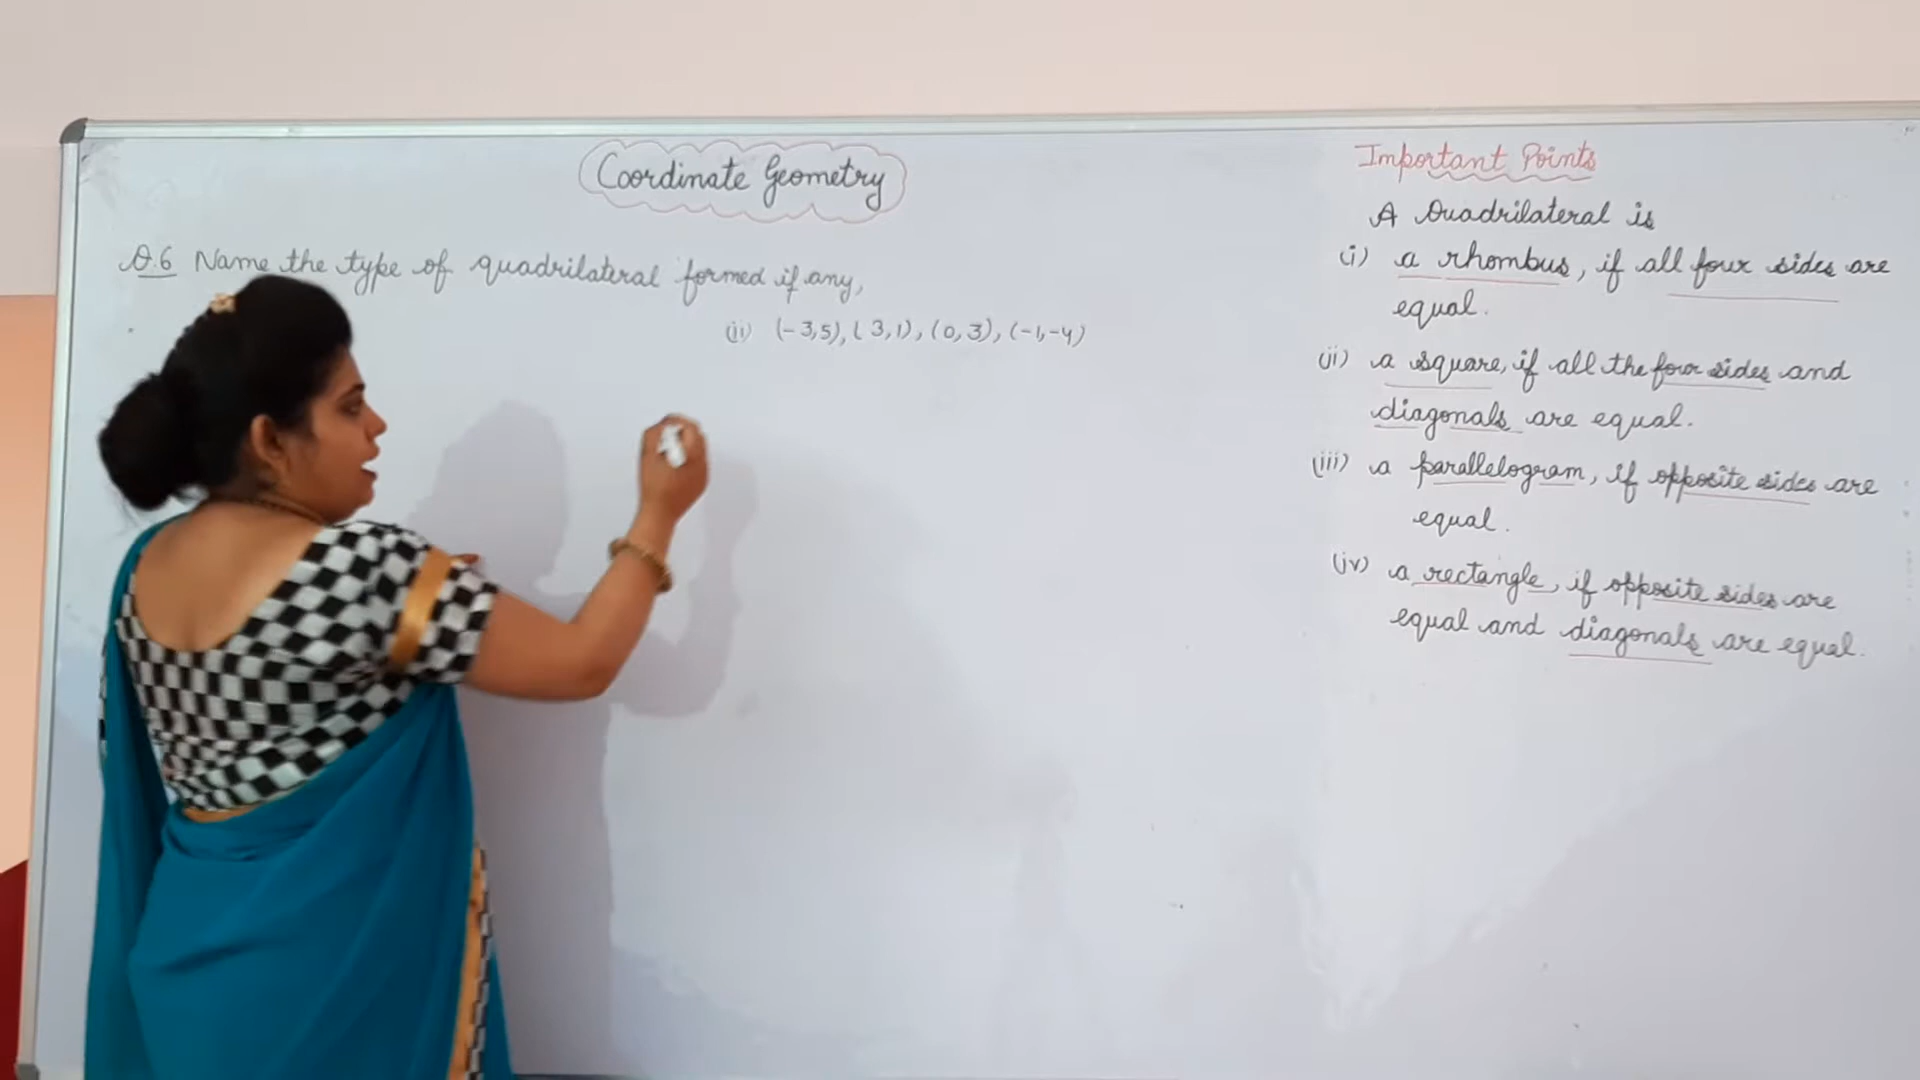 Coordinate Geometry
Q.6 Name the type of quadrilateral formed if any,
(ii) (-3,5), (3,1), (0,3), (-1,-4)
Important Points
A Quadrilateral is
(i) a rhombus, if all four sides are
equal.
(ii) a square, if all the four sides and
diagonals are equal.
(iii) a parallelogram, if opposite sides are
equal.
(iv) a rectangle, if opposite sides are
equal and diagonals are equal.